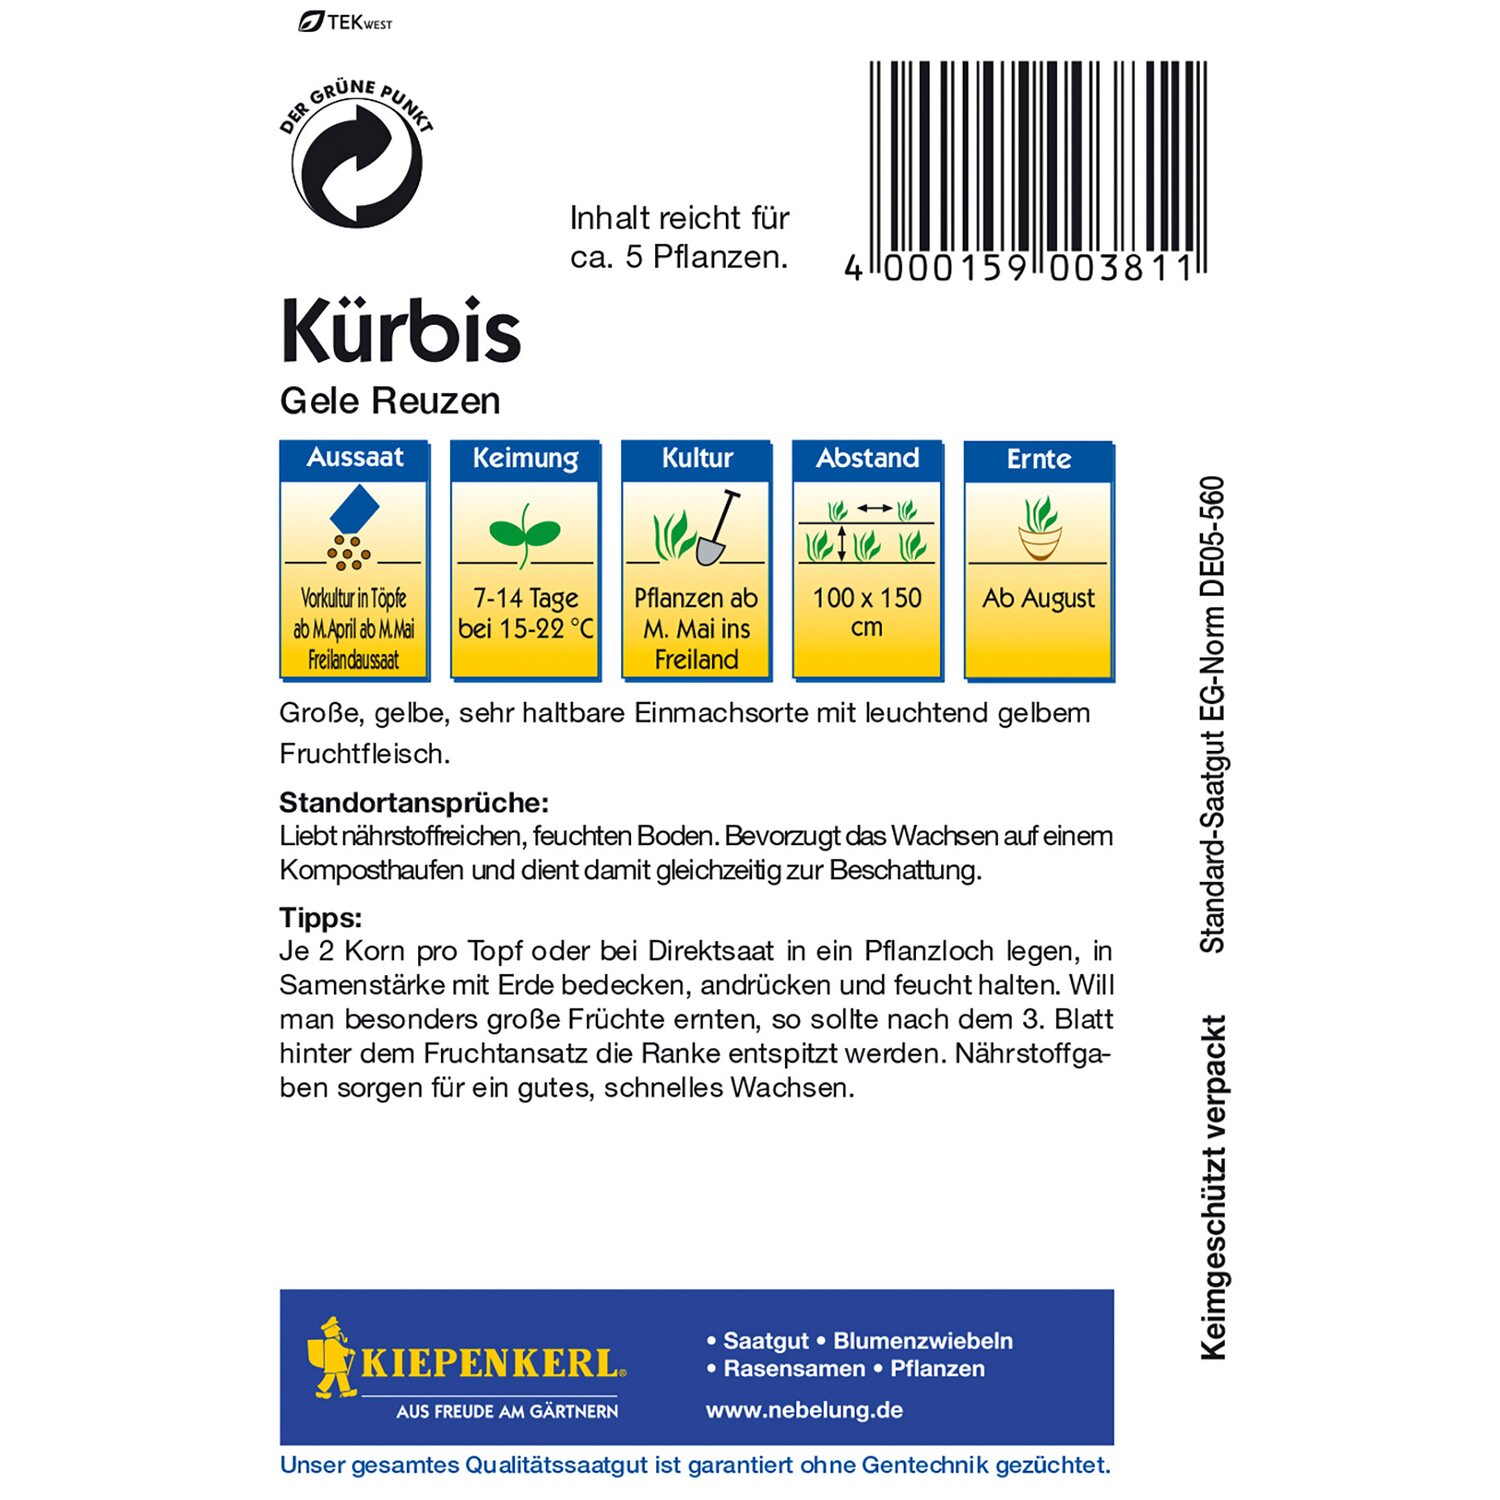 TEKWEST
DER GRÜNE PUNKT
Inhalt reicht für
ca. 5 Pflanzen.
4 000159 003811
Kürbis
Gele Reuzen
Aussaat
Vorkultur in Töpfe
ab M.April ab M.Mai
Freilandaussaat
Keimung
7-14 Tage
bei 15-22 °C
Kultur
Pflanzen ab
M. Mai ins
Freiland
Abstand
100 x 150
cm
Ernte
Ab August
Große, gelbe, sehr haltbare Einmachsorte mit leuchtend gelbem
Fruchtfleisch.
Standortansprüche:
Liebt nährstoffreichen, feuchten Boden. Bevorzugt das Wachsen auf einem
Komposthaufen und dient damit gleichzeitig zur Beschattung.
Tipps:
Je 2 Korn pro Topf oder bei Direktsaat in ein Pflanzloch legen, in
Samenstärke mit Erde bedecken, andrücken und feucht halten. Will
man besonders große Früchte ernten, so sollte nach dem 3. Blatt
hinter dem Fruchtansatz die Ranke entspitzt werden. Nährstoffga-
ben sorgen für ein gutes, schnelles Wachsen.
Keimgeschützt verpackt
Standard-Saatgut EG-Norm DE05-560
KIEPENKERL®
AUS FREUDE AM GÄRTNERN
• Saatgut • Blumenzwiebeln
• Rasensamen • Pflanzen
www.nebelung.de
Unser gesamtes Qualitätssaatgut ist garantiert ohne Gentechnik gezüchtet.